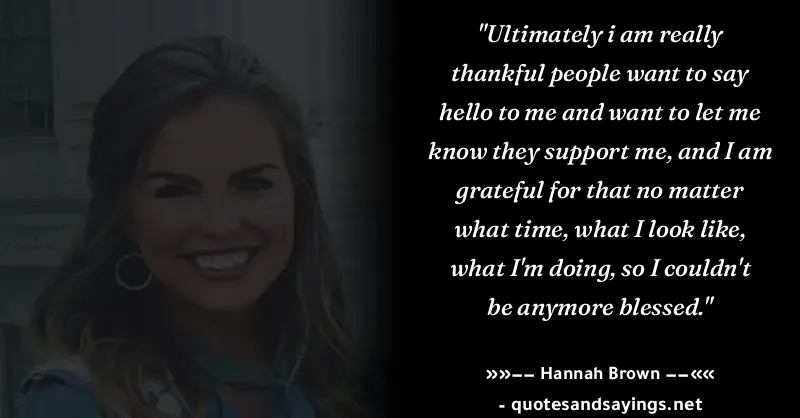 "Ultimately i am really
thankful people want to say
hello to me and want to let me
know they support me, and I am
grateful for that no matter
what time, what I look like,
what I'm doing, so I couldn't
be anymore blessed."
»»−− Hannah Brown −−««
- quotesandsayings.net